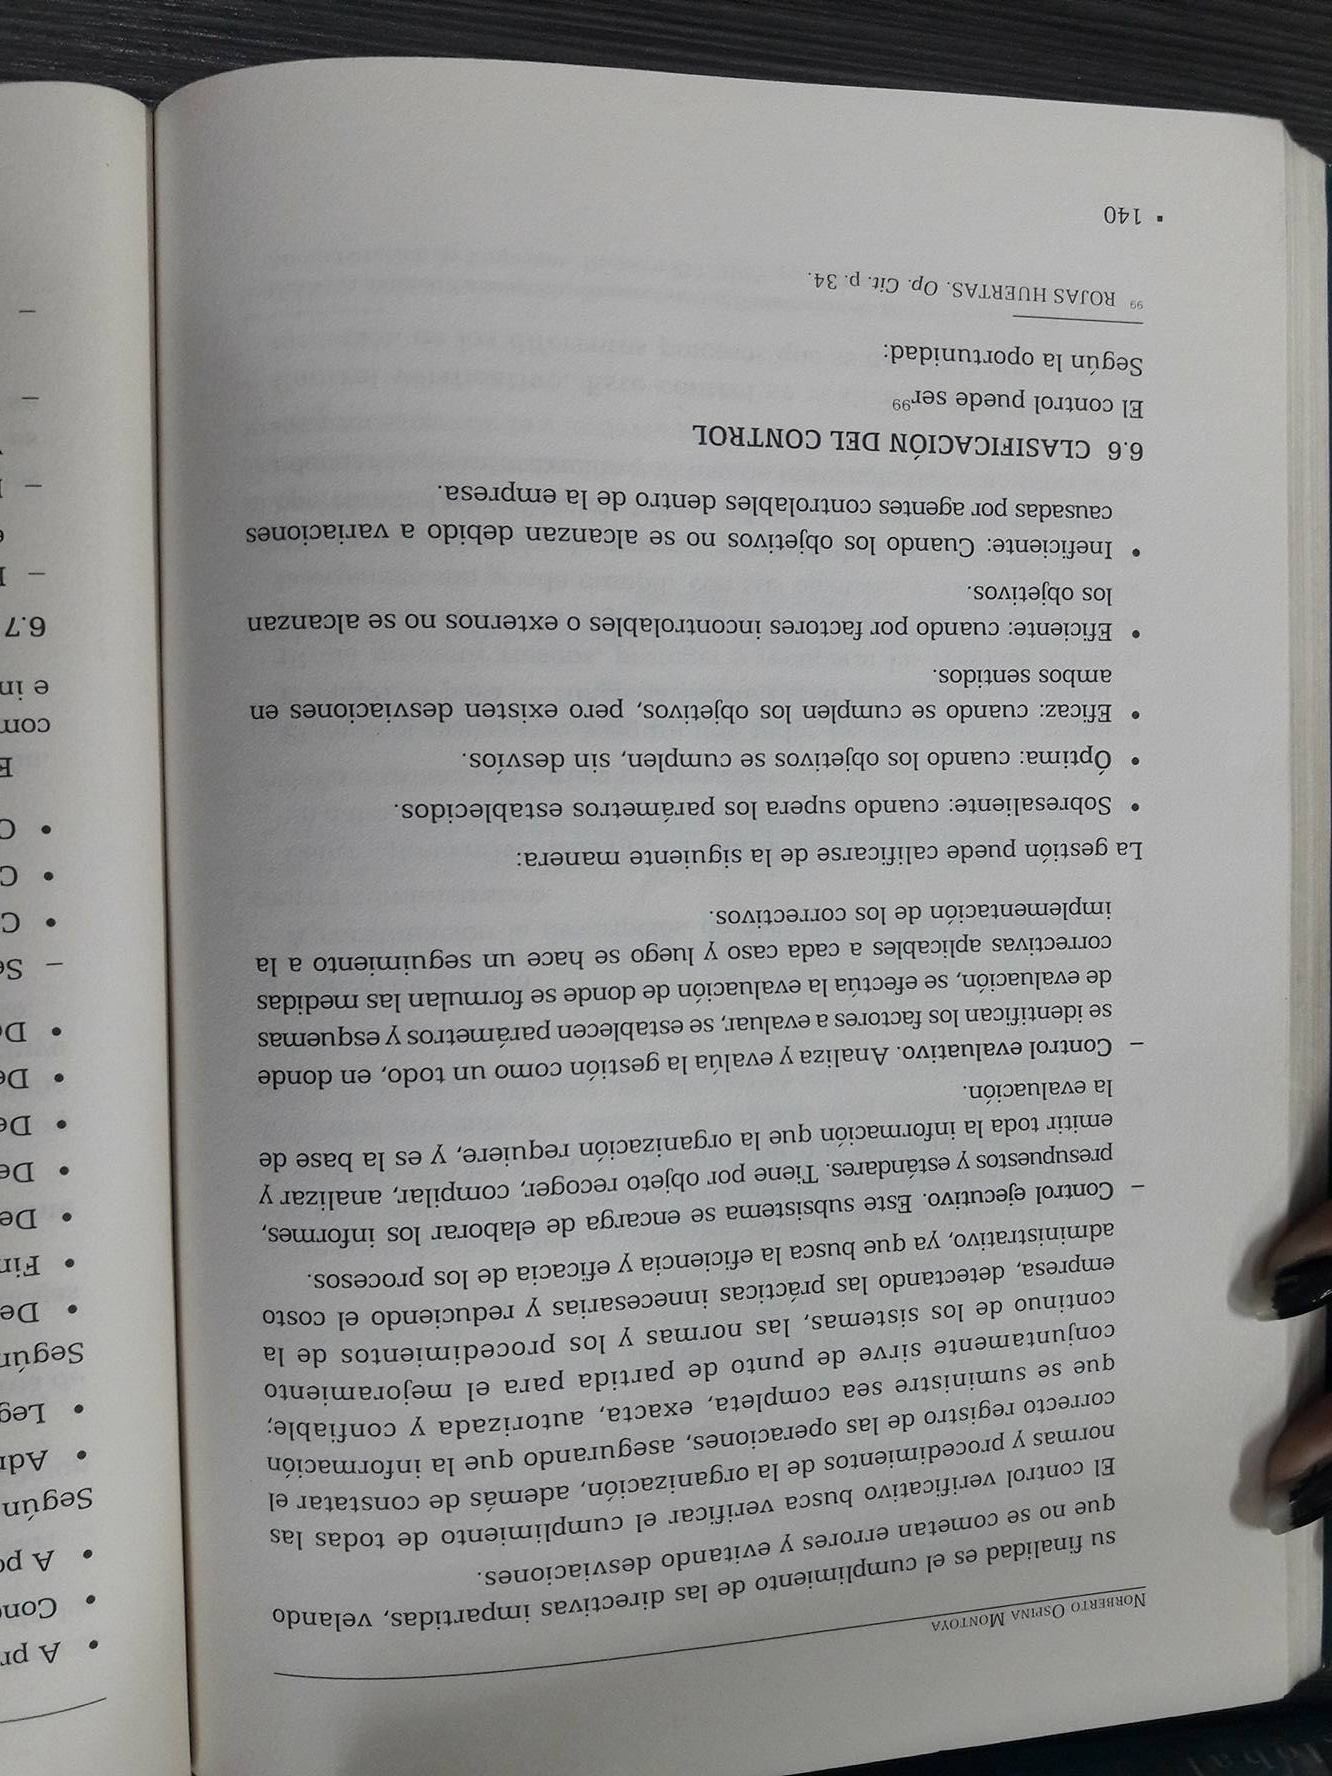 NORBERTO OSPINA MONTOYA
su finalidad es el cumplimiento de las directivas impartidas, velando
que no se cometan errores y evitando desviaciones.
El control verificativo busca verificar el cumplimiento de todas las
normas y procedimientos de la organización, además de constatar el
correcto registro de las operaciones, asegurando que la información
que se suministre sea completa, exacta, autorizada y confiable;
conjuntamente sirve de punto de partida para el mejoramiento
continuo de los sistemas, las normas y los procedimientos de la
empresa, detectando las prácticas innecesarias y reduciendo el costo
administrativo, ya que busca la eficiencia y eficacia de los procesos.
– Control ejecutivo. Este subsistema se encarga de elaborar los informes,
presupuestos y estándares. Tiene por objeto recoger, compilar, analizar y
emitir toda la información que la organización requiere, y es la base de
la evaluación.
– Control evaluativo. Analiza y evalúa la gestión como un todo, en donde
se identifican los factores a evaluar, se establecen parámetros y esquemas
de evaluación, se efectúa la evaluación de donde se formulan las medidas
correctivas aplicables a cada caso y luego se hace un seguimiento a la
implementación de los correctivos.
La gestión puede calificarse de la siguiente manera:
• Sobresaliente: cuando supera los parámetros establecidos.
• Óptima: cuando los objetivos se cumplen, sin desvíos.
• Eficaz: cuando se cumplen los objetivos, pero existen desviaciones en
ambos sentidos.
• Eficiente: cuando por factores incontrolables o externos no se alcanzan
los objetivos.
• Ineficiente: Cuando los objetivos no se alcanzan debido a variaciones
causadas por agentes controlables dentro de la empresa.
6.6 CLASIFICACIÓN DEL CONTROL
El control puede ser⁹⁹
Según la oportunidad:
⁹⁹ ROJAS HUERTAS. Op. Cit. p. 34.
▪ 140
• A
• 
• A
Según
• 
• 
Según
• De
• 
• De
• De
• De
• De
• De
–
• C
• C
• C
E
e
6.7
–
–
–
–